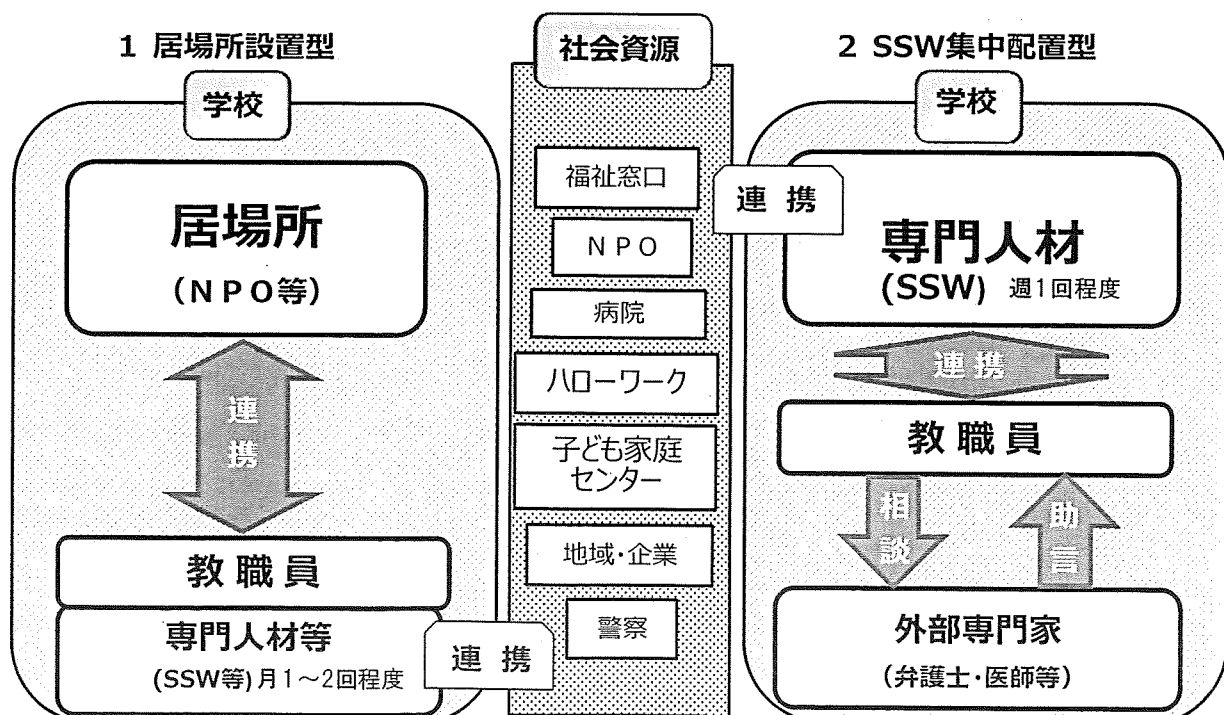 1 居場所設置型
学校
居場所
(NPO等)
連携
教職員
専門人材等
(SSW等)月1～2回程度
連携
社会資源
福祉窓口
NPO
病院
ハローワーク
子ども家庭
センター
地域・企業
警察
2 SSW集中配置型
学校
連携
専門人材
(SSW) 週1回程度
連携
教職員
相談
助言
外部専門家
(弁護士・医師等)